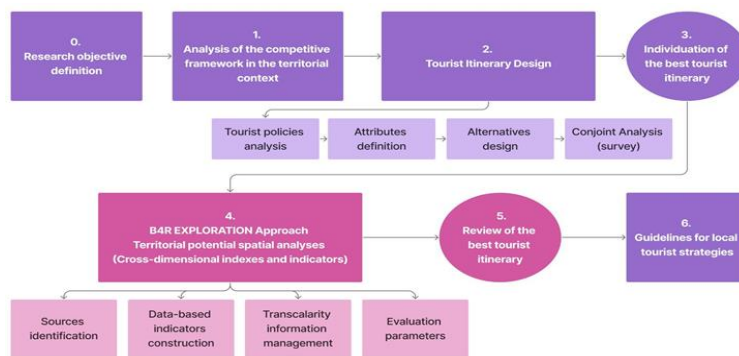 0.
Research objective
definition
1.
Analysis of the competitive
framework in the territorial
context
2.
Tourist Itinerary Design
3.
Individuation of
the best tourist
itinerary
Tourist policies
analysis
Attributes
definition
Alternatives
design
Conjoint Analysis
(survey)
4.
B4R EXPLORATION Approach
Territorial potential spatial analyses
(Cross-dimensional indexes and indicators)
5.
Review of the
best tourist
itinerary
6.
Guidelines for local
tourist strategies
Sources
identification
Data-based
indicators
construction
Transcalarity
information
management
Evaluation
parameters